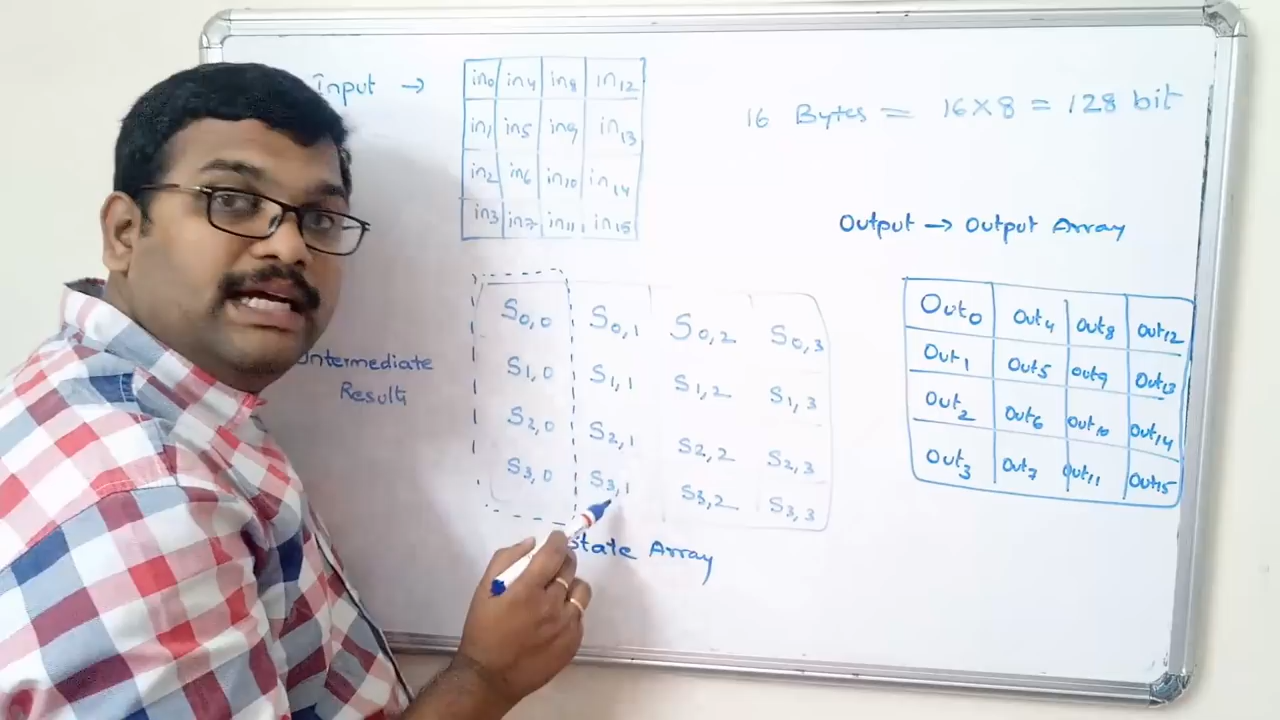 Input →
in0 in4 in8 in12
in1 in5 in9 in13
in2 in6 in10 in14
in3 in7 in11 in15
16 Bytes = 16×8 = 128 bit
Output → Output Array
Intermediate
Result
S0,0 S0,1 S0,2 S0,3
S1,0 S1,1 S1,2 S1,3
S2,0 S2,1 S2,2 S2,3
S3,0 S3,1 S3,2 S3,3
State Array
Out0 Out4 Out8 Out12
Out1 Out5 Out9 Out13
Out2 Out6 Out10 Out14
Out3 Out7 Out11 Out15